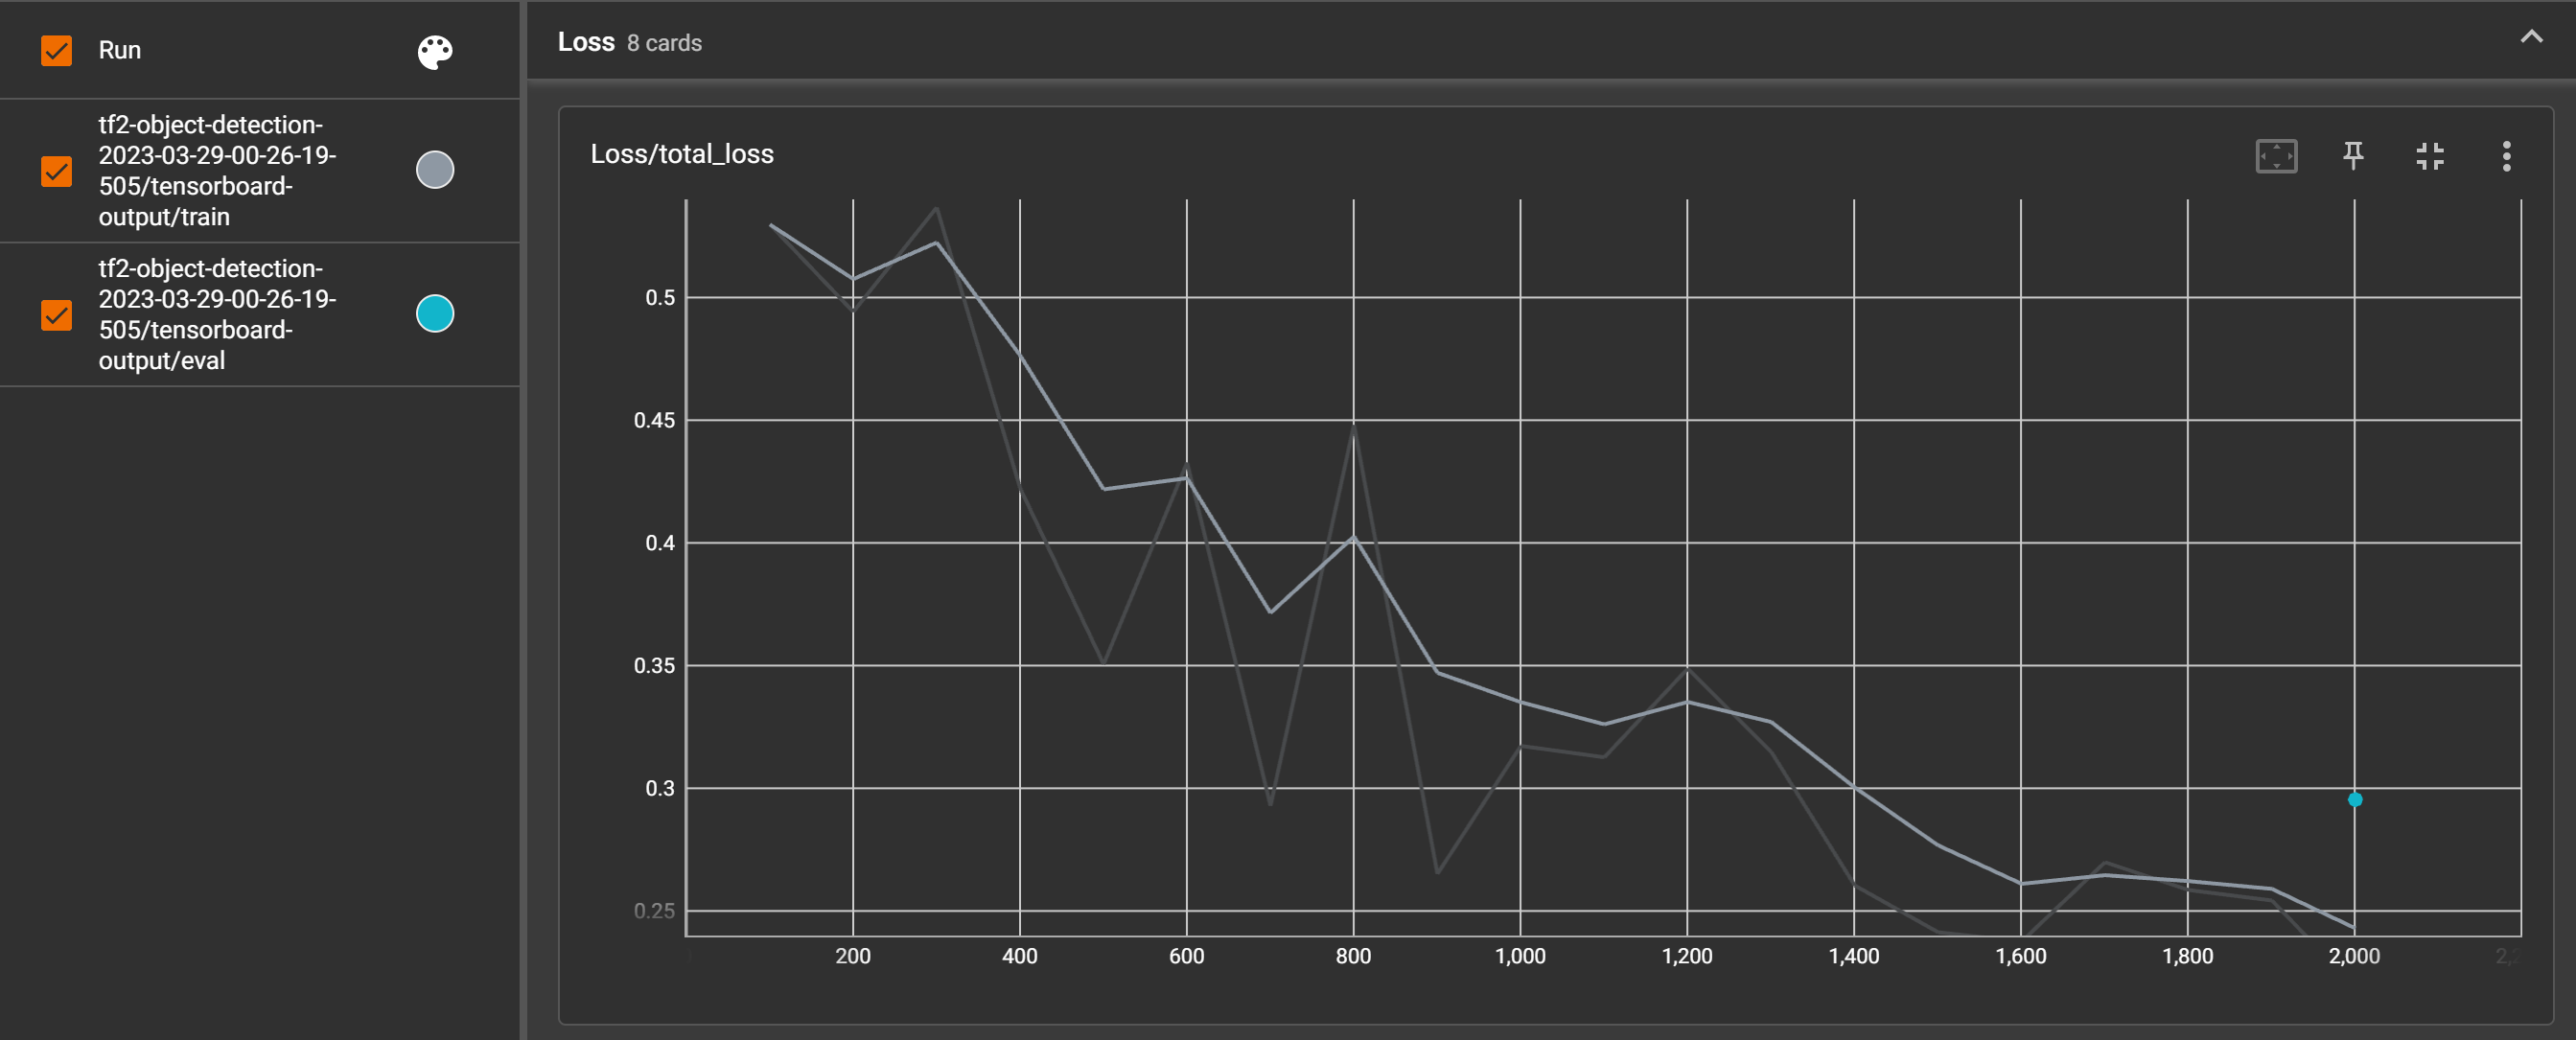 Run
tf2-object-detection-
2023-03-29-00-26-19-
505/tensorboard-
output/train
tf2-object-detection-
2023-03-29-00-26-19-
505/tensorboard-
output/eval
Loss 8 cards
Loss/total_loss
0.5
0.45
0.4
0.35
0.3
0.25
200 400 600 800 1,000 1,200 1,400 1,600 1,800 2,000